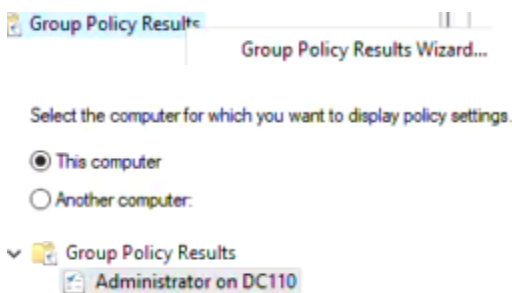 Group Policy Results
Group Policy Results Wizard...
Select the computer for which you want to display policy settings.
This computer
Another computer:
Group Policy Results
Administrator on DC110